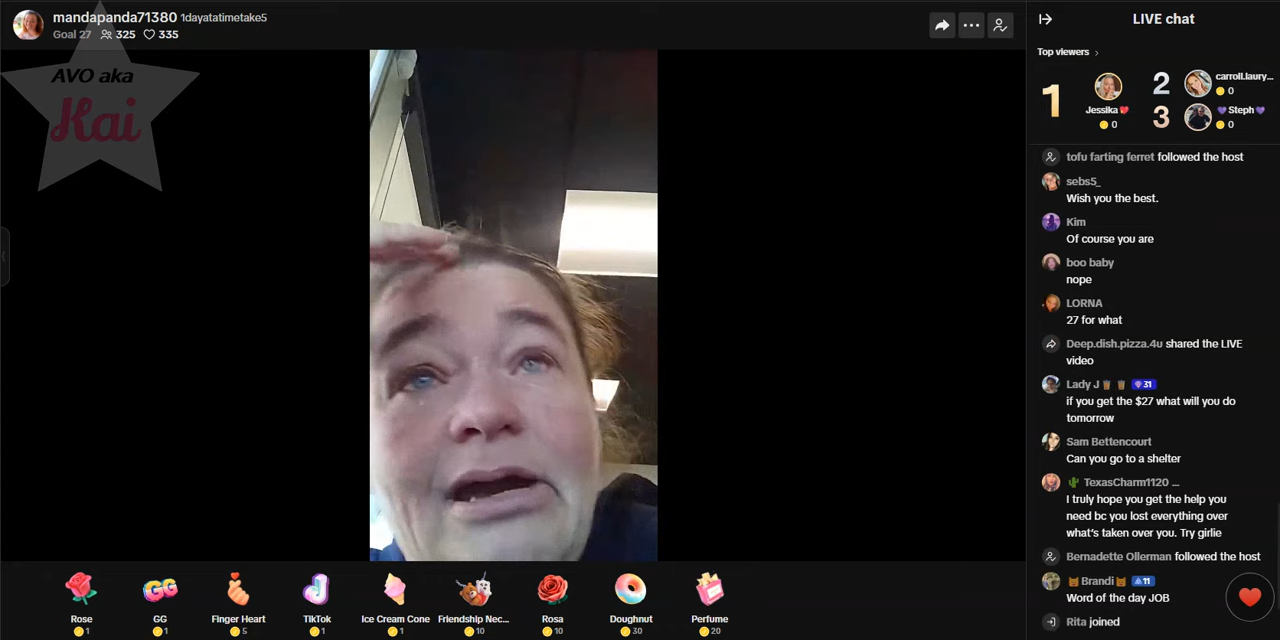 mandapanda71380 1dayatatimetake5
Goal 27 325 335
AVO aka
Kai
LIVE chat
Top viewers
1
Jessika
0
2
carroll.laury...
0
3
Steph
0
tofu farting ferret followed the host
sebs5_
Wish you the best.
Kim
Of course you are
boo baby
nope
LORNA
27 for what
Deep.dish.pizza.4u shared the LIVE
video
Lady J 31
if you get the $27 what will you do
tomorrow
Sam Bettencourt
Can you go to a shelter
TexasCharm1120 ...
I truly hope you get the help you
need bc you lost everything over
what's taken over you. Try girlie
Bernadette Ollerman followed the host
Brandi 11
Word of the day JOB
Rita joined
GG
Rose GG Finger Heart TikTok Ice Cream Cone Friendship Nec... Rosa Doughnut Perfume
1 1 5 1 1 10 10 30 20